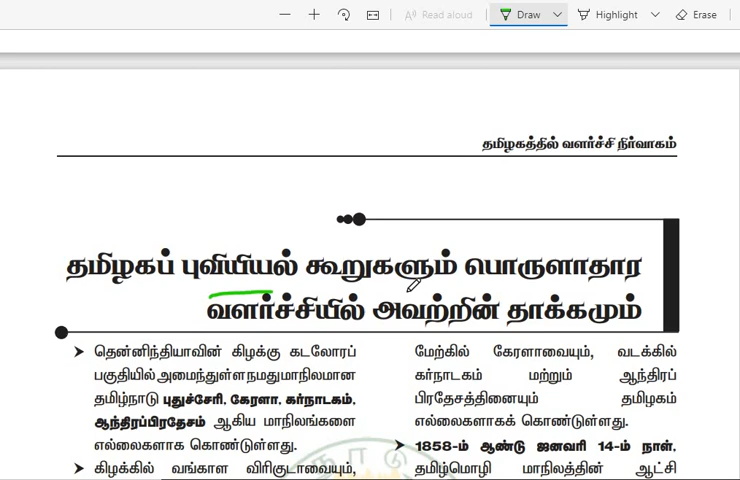 Read aloud
Draw
Highlight
Erase
தமிழகத்தில் வளர்ச்சி நிர்வாகம்
தமிழகப் புவியியல் கூறுகளும் பொருளாதார
வளர்ச்சியில் அவற்றின் தாக்கமும்
➤ தென்னிந்தியாவின் கிழக்கு கடலோரப்
பகுதியில் அமைந்துள்ள நமது மாநிலமான
தமிழ்நாடு புதுச்சேரி, கேரளா, கர்நாடகம்,
ஆந்திரப்பிரதேசம் ஆகிய மாநிலங்களை
எல்லைகளாக கொண்டுள்ளது.
➤ கிழக்கில் வங்காள விரிகுடாவையும்,
மேற்கில் கேரளாவையும், வடக்கில்
கர்நாடகம் மற்றும் ஆந்திரப்
பிரதேசத்தினையும் தமிழகம்
எல்லைகளாகக் கொண்டுள்ளது.
➤ 1858-ம் ஆண்டு ஜனவரி 14-ம் நாள்,
தமிழ்மொழி மாநிலத்தின் ஆட்சி